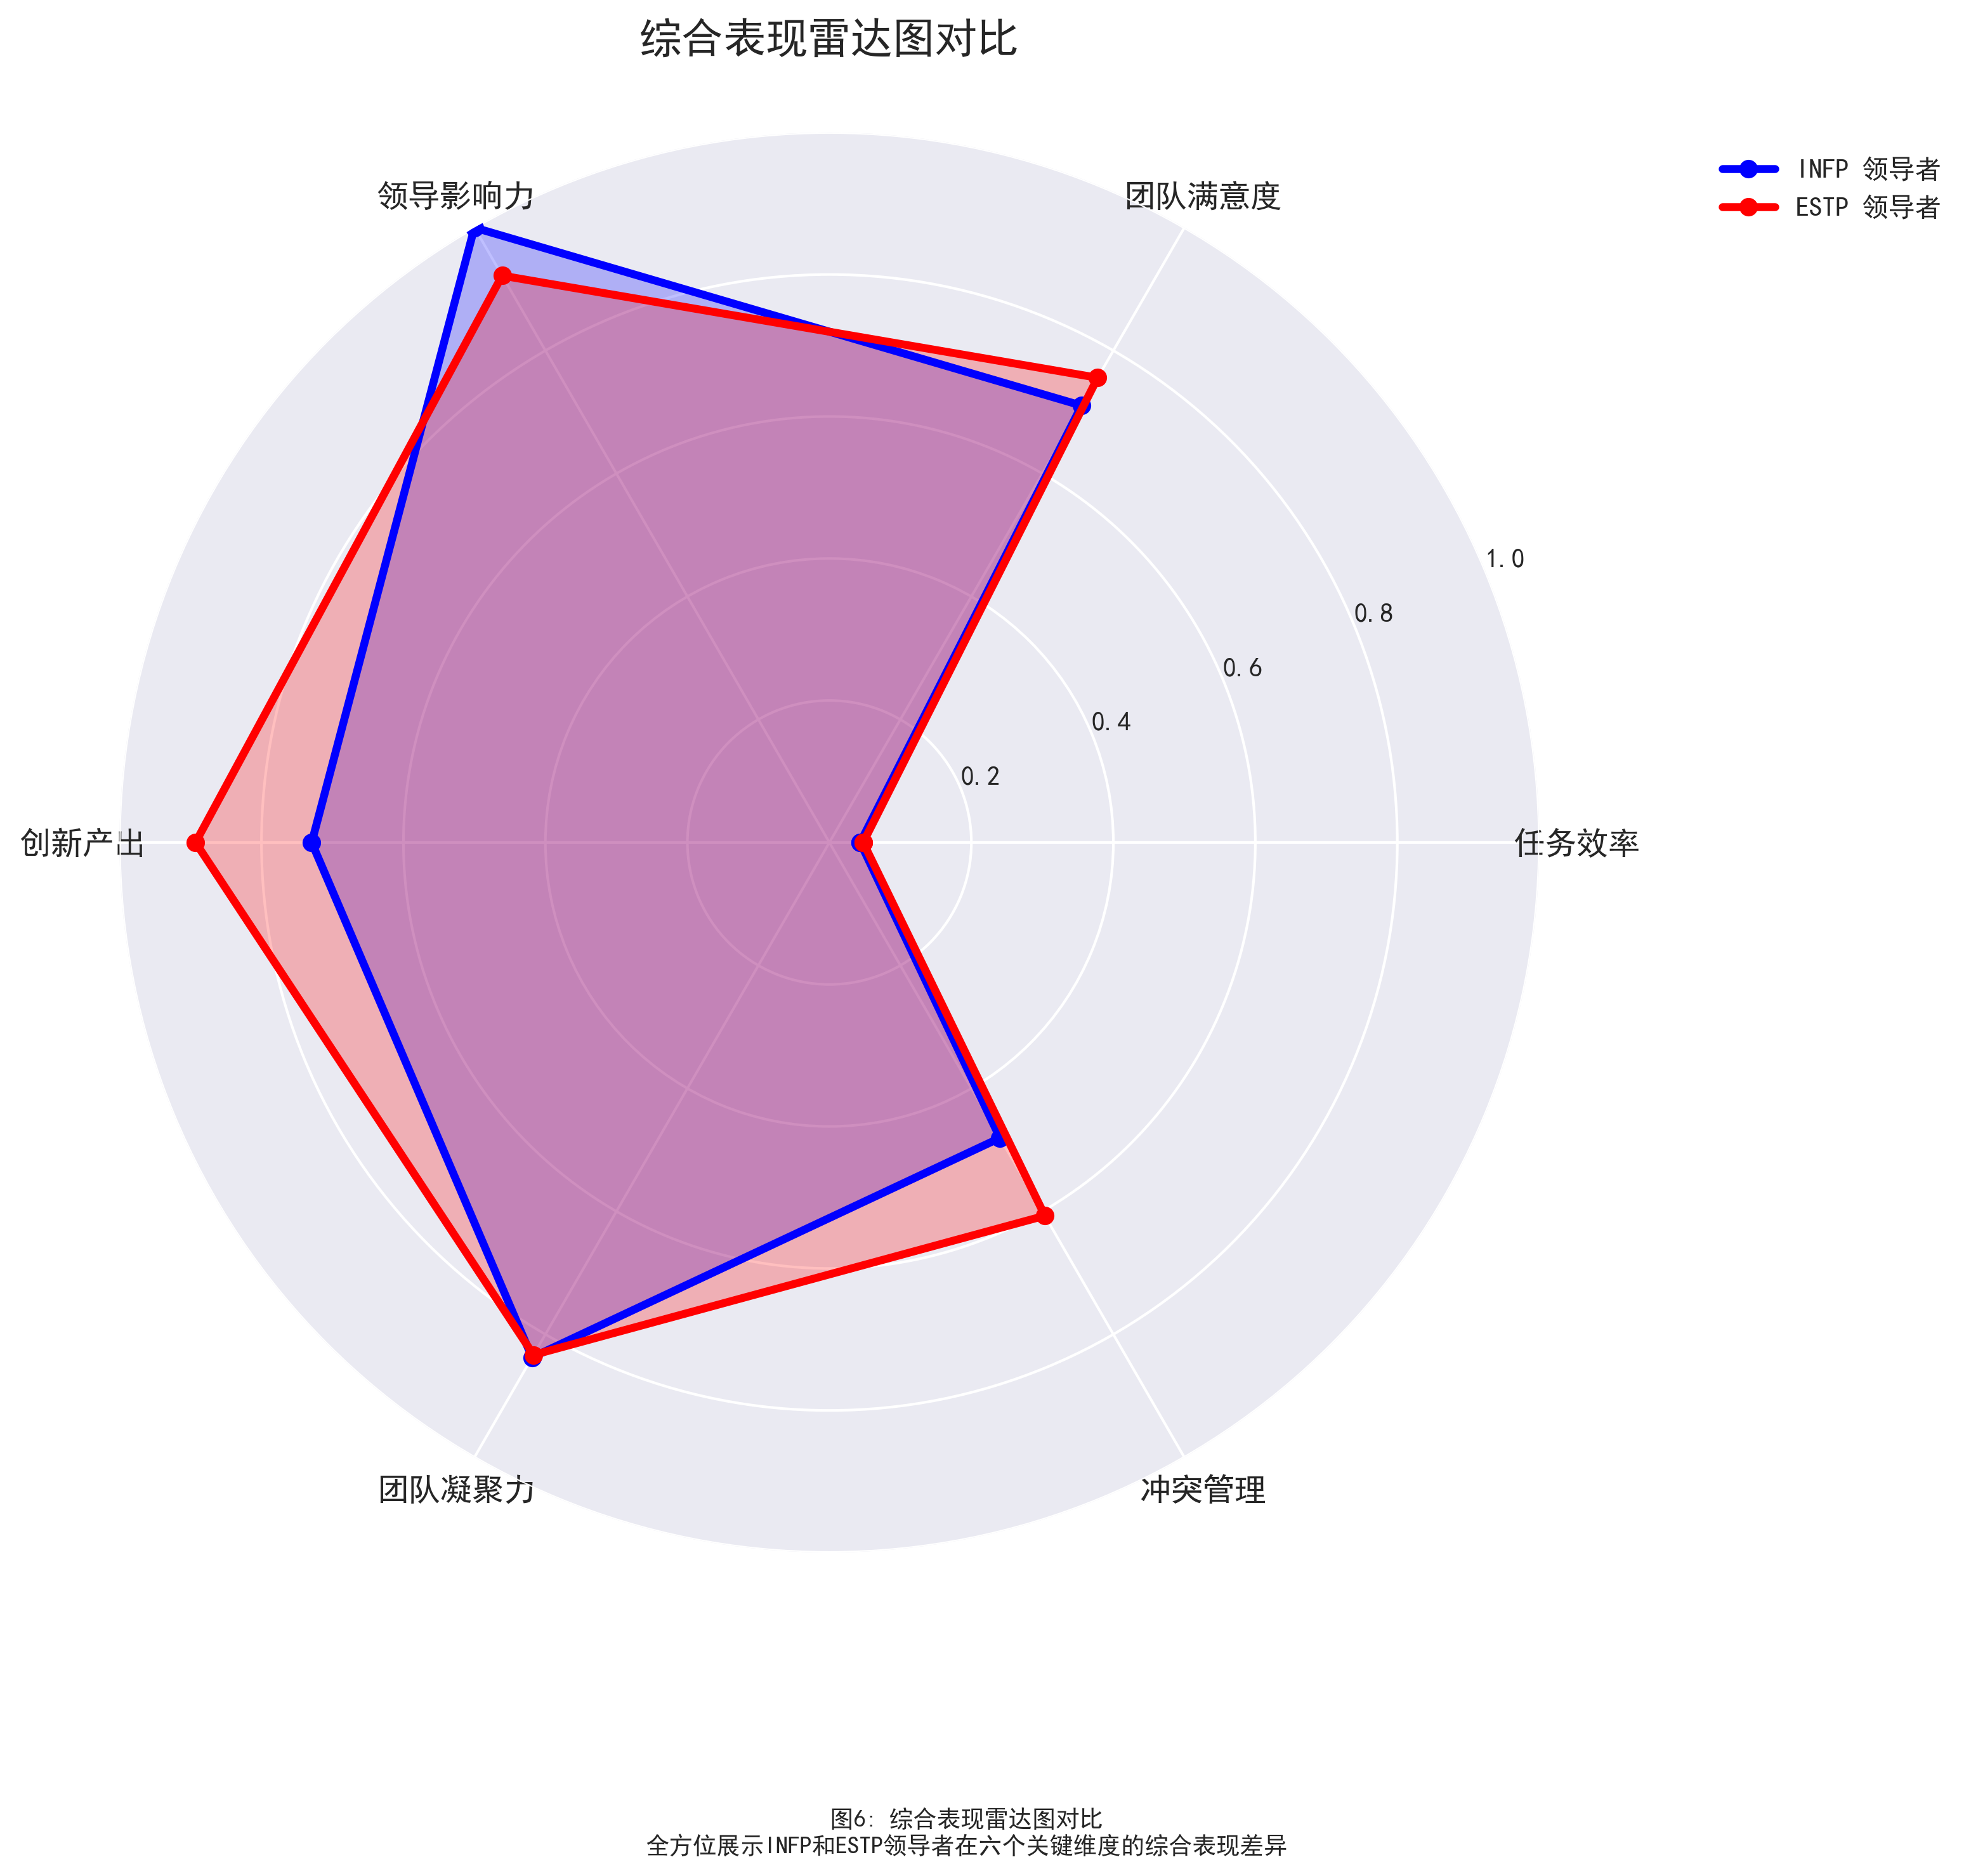 综合表现雷达图对比
INFP 领导者
ESTP 领导者
领导影响力
团队满意度
1.0
0.8
0.6
0.4
0.2
创新产出
任务效率
团队凝聚力
冲突管理
图6: 综合表现雷达图对比
全方位展示INFP和ESTP领导者在六个关键维度的综合表现差异